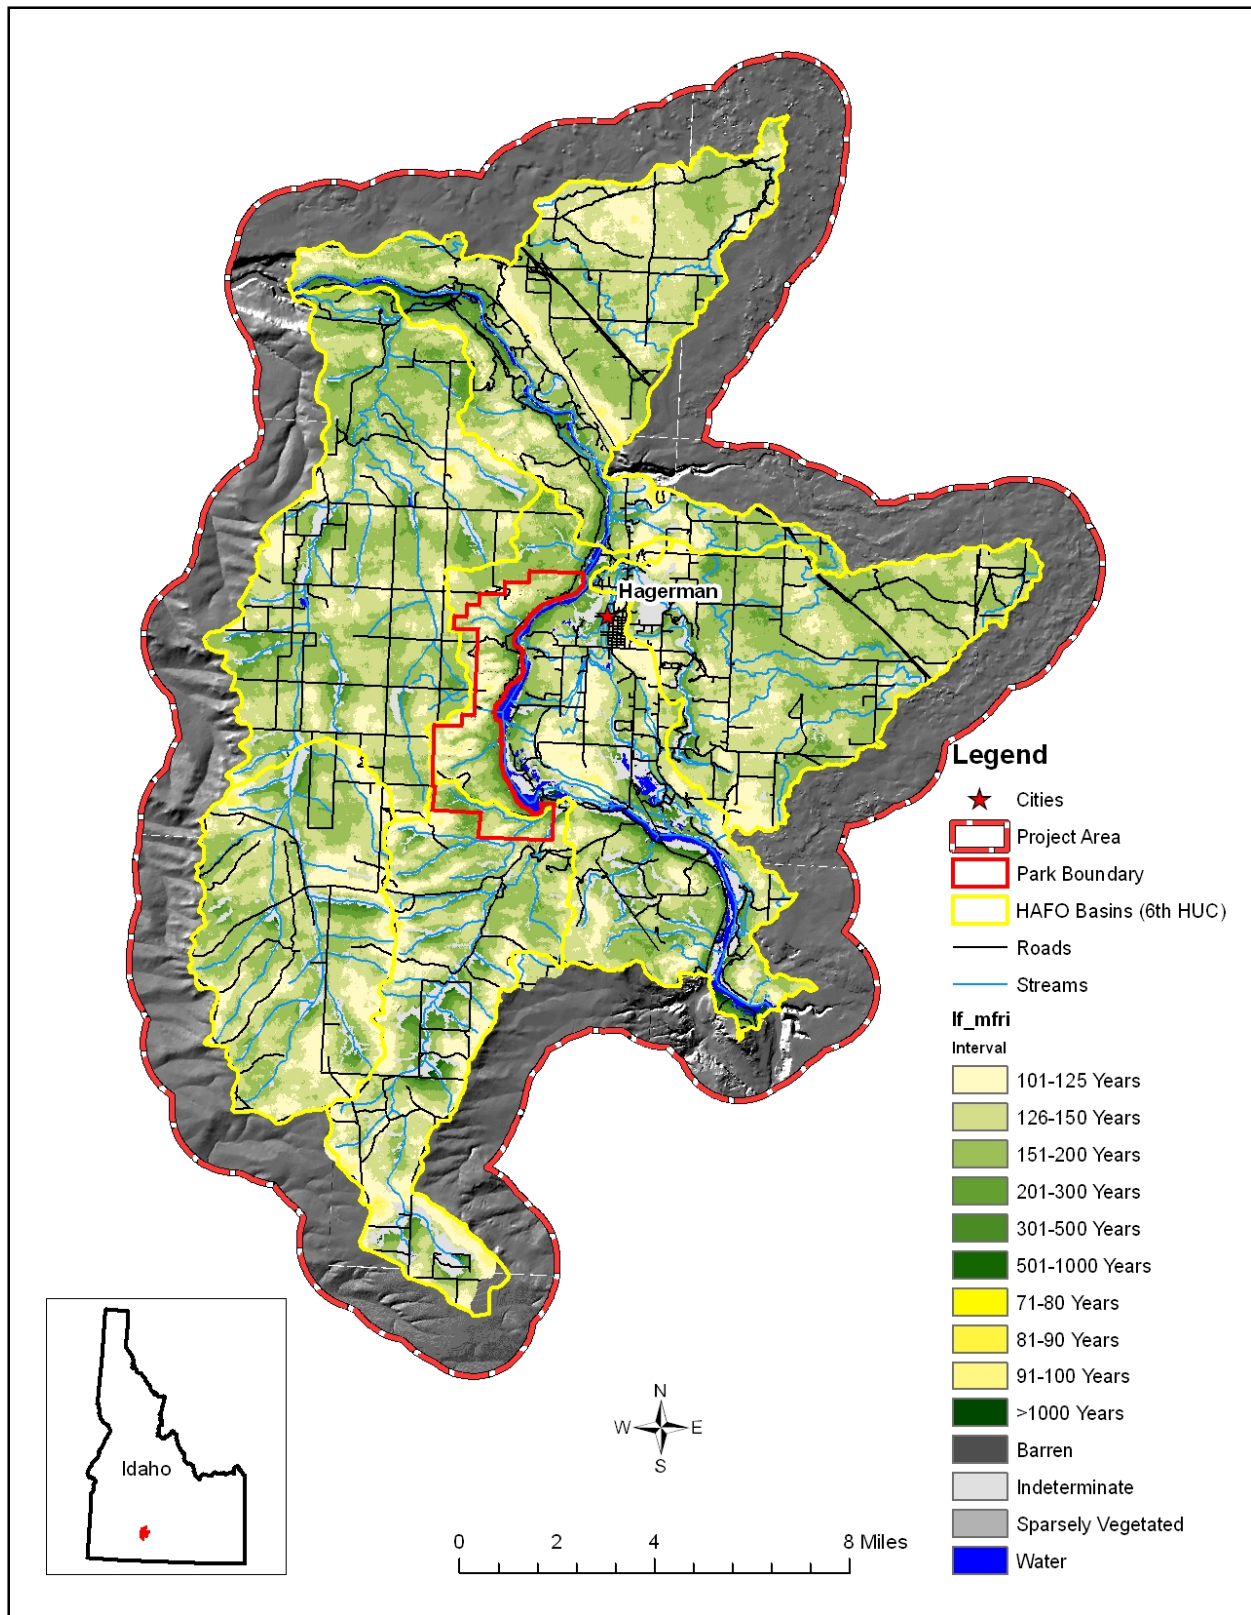 Hagerman
Legend
Cities
Project Area
Park Boundary
HAFO Basins (6th HUC)
Roads
Streams
lf_mfri
Interval
101-125 Years
126-150 Years
151-200 Years
201-300 Years
301-500 Years
501-1000 Years
71-80 Years
81-90 Years
91-100 Years
>1000 Years
Barren
Indeterminate
Sparsely Vegetated
Water
Idaho
N
W E
S
0 2 4 8 Miles